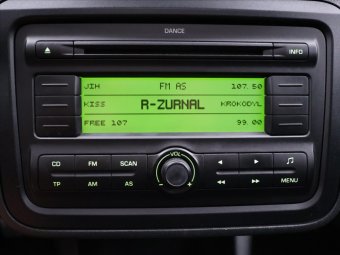 DANCE
INFO
JIH FM AS 107.50
KISS R-ZURNAL KROKODYL
FREE 107 99.00
CD FM SCAN VOL
TP AM AS - + MENU